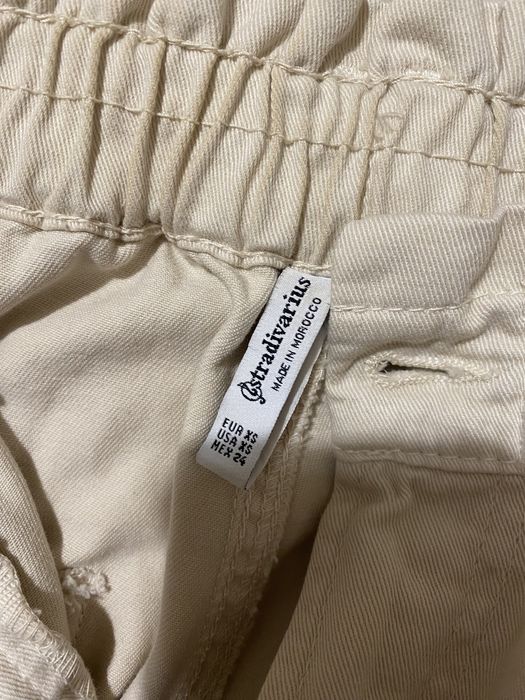 stradivarius
MADE IN MOROCCO
EUR XS
USA XS
MEX 24